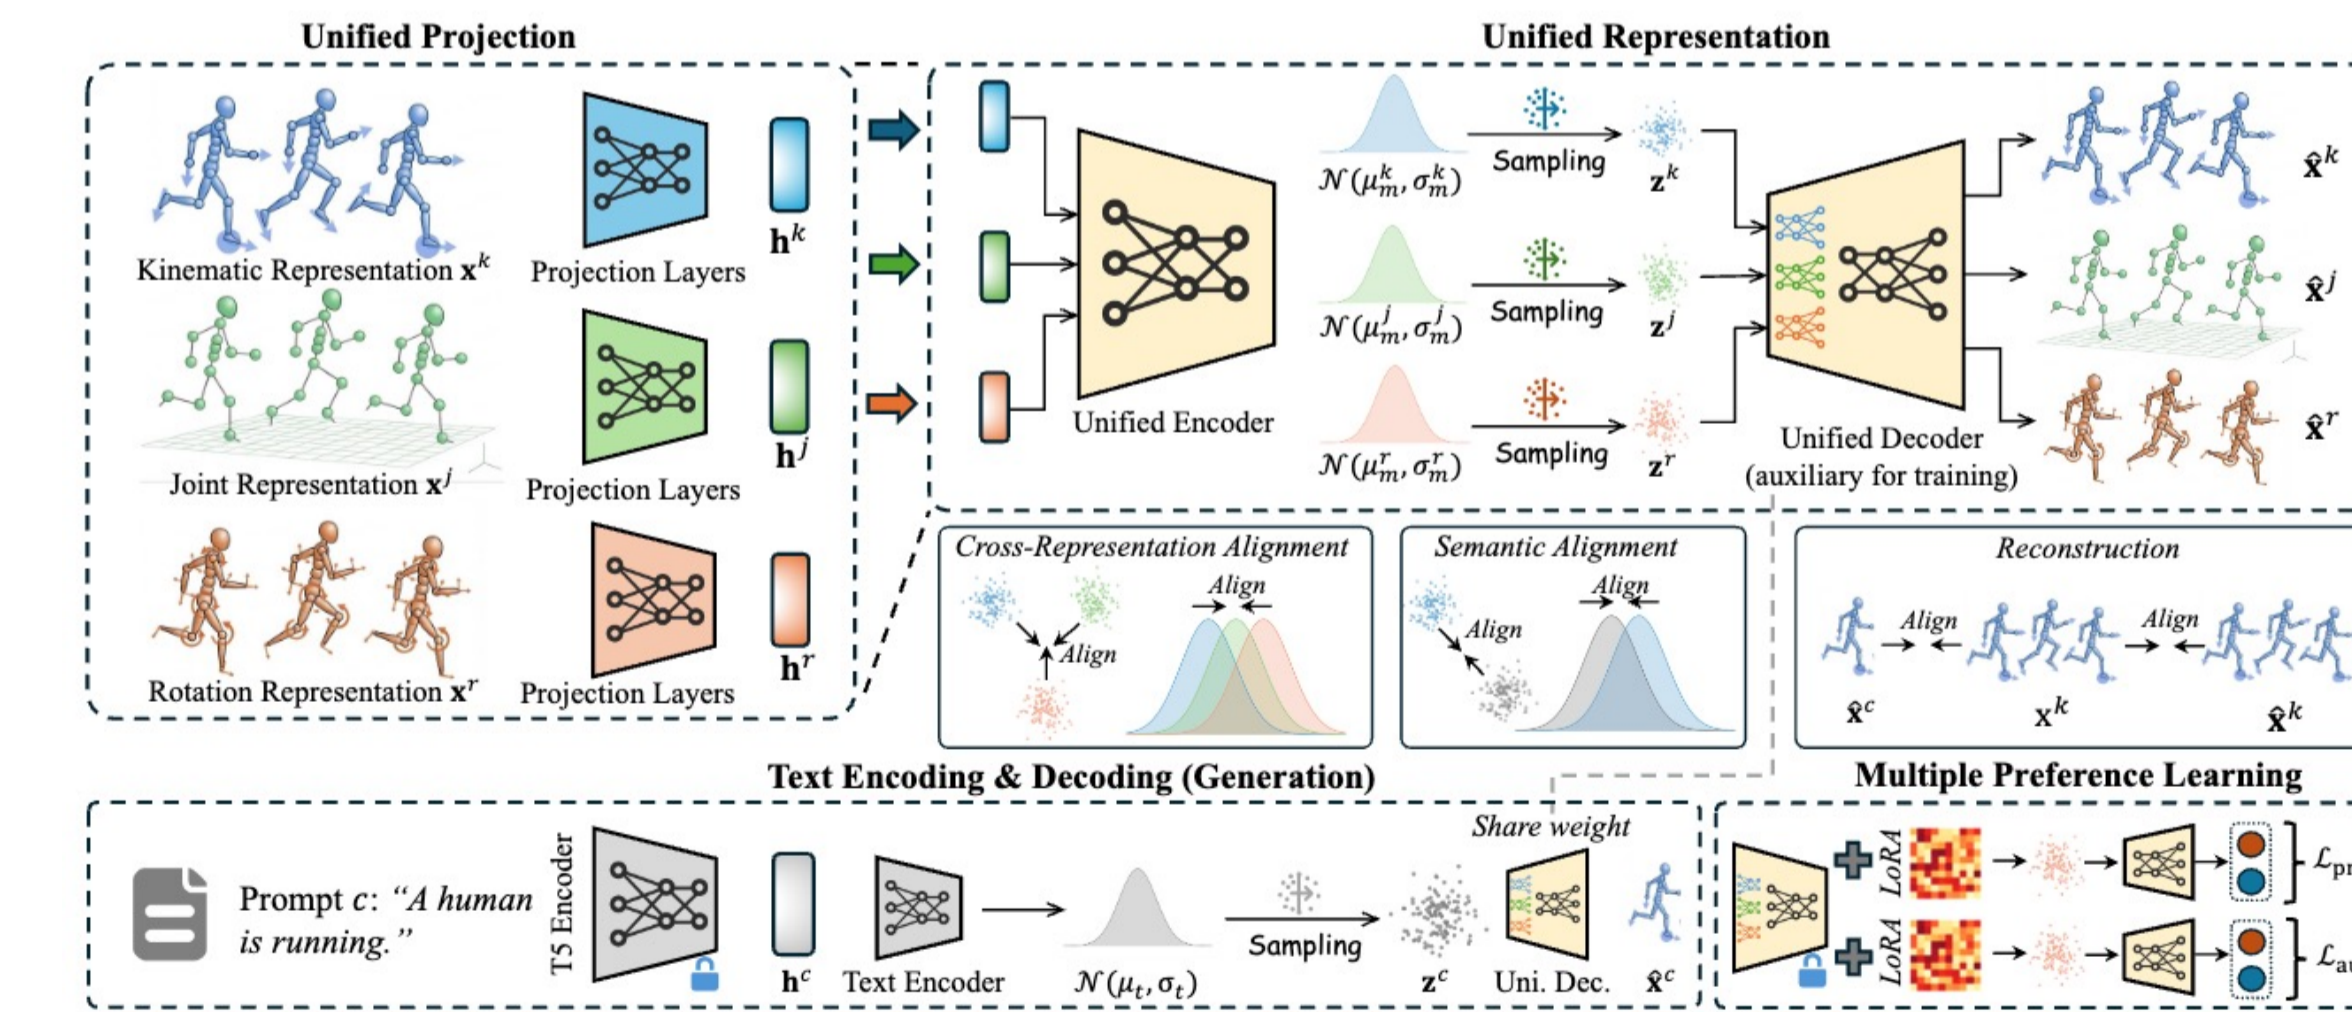 Unified Projection
Kinematic Representation x^k
Projection Layers
h^k
Joint Representation x^j
Projection Layers
h^j
Rotation Representation x^r
Projection Layers
h^r
Unified Representation
Unified Encoder
𝒩(μ_m^k, σ_m^k)
Sampling
z^k
𝒩(μ_m^j, σ_m^j)
Sampling
z^j
𝒩(μ_m^r, σ_m^r)
Sampling
z^r
Unified Decoder
(auxiliary for training)
x̂^k
x̂^j
x̂^r
Cross-Representation Alignment
Align
Align
Semantic Alignment
Align
Align
Reconstruction
Align
Align
x̂^c
x^k
x̂^k
Text Encoding & Decoding (Generation)
Prompt c: “A human
is running.”
T5 Encoder
h^c
Text Encoder
𝒩(μ_t, σ_t)
Sampling
z^c
Share weight
Uni. Dec.
x̂^c
Multiple Preference Learning
LoRA
LoRA